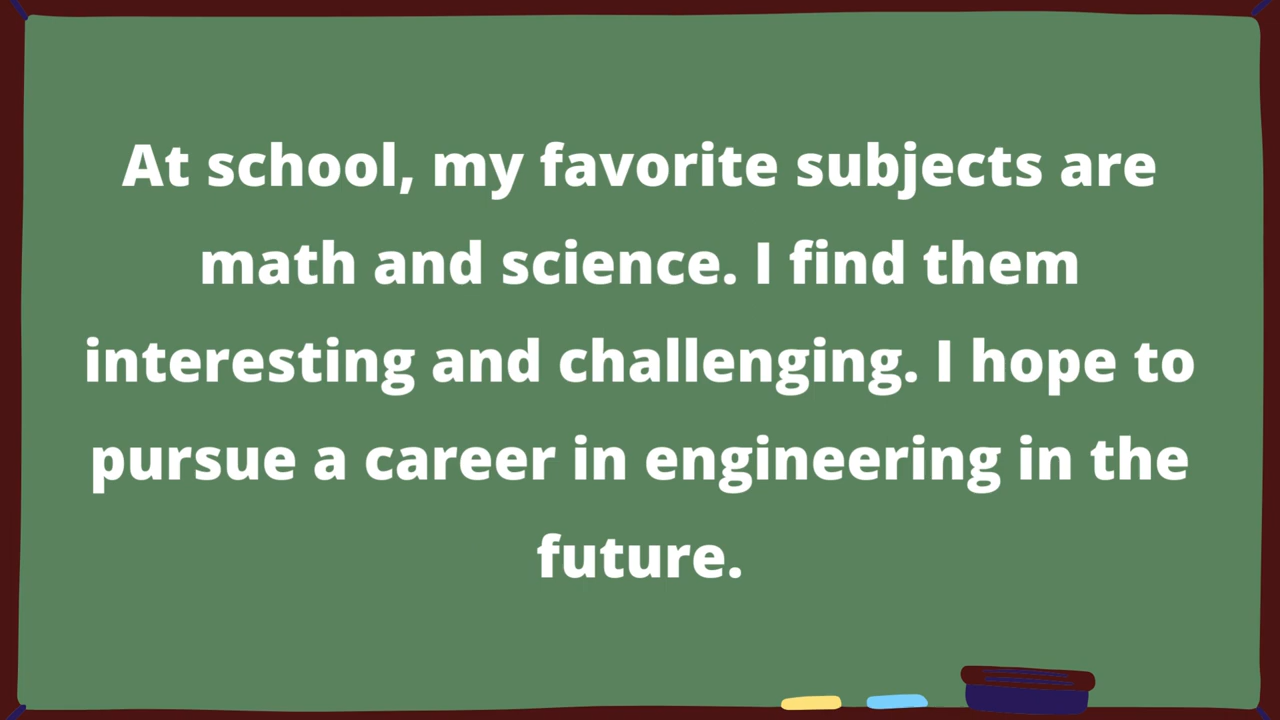 At school, my favorite subjects are
math and science. I find them
interesting and challenging. I hope to
pursue a career in engineering in the
future.